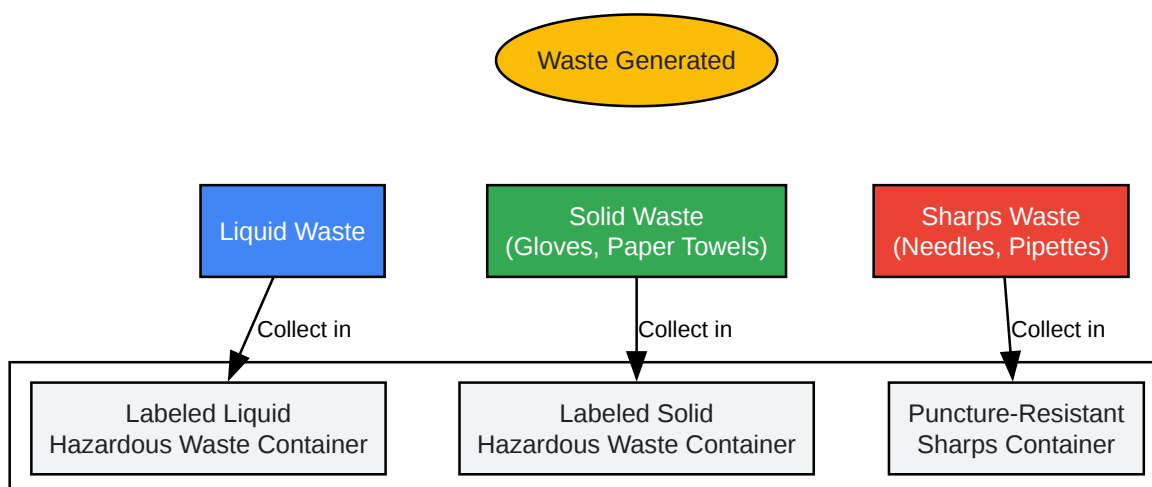 Waste Generated
Liquid Waste
Solid Waste
(Gloves, Paper Towels)
Sharps Waste
(Needles, Pipettes)
Collect in
Collect in
Collect in
Labeled Liquid
Hazardous Waste Container
Labeled Solid
Hazardous Waste Container
Puncture-Resistant
Sharps Container